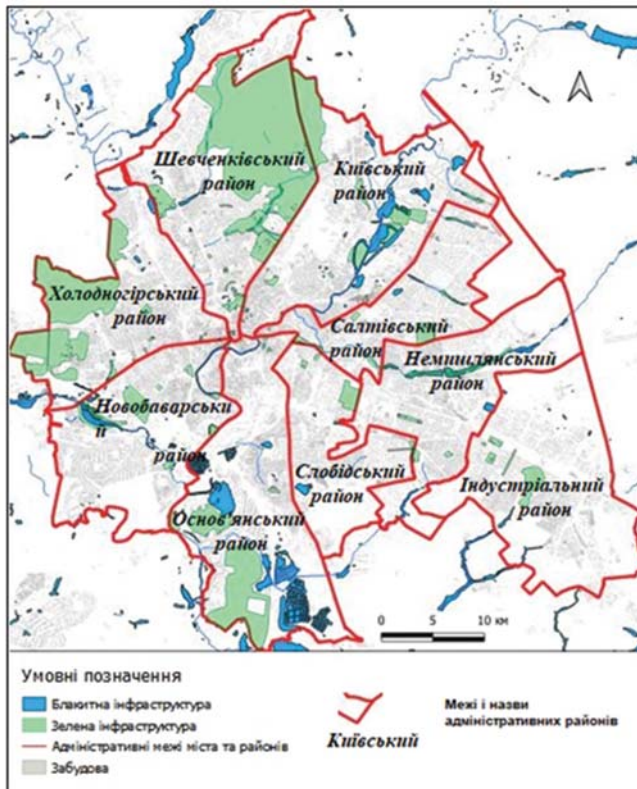 Шевченківський
район
Київський
район
Холодногірський
район
Салтівський
район
Немишлянський
район
Новобаварськи
й
район
Слобідський
район
Індустріальний
район
Основ'янський
район
0 5 10 км
Умовні позначення
Блакитна інфраструктура
Зелена інфраструктура
Адміністративні межі міста та районів
Забудова
Київський
Межі і назви
адміністративних районів